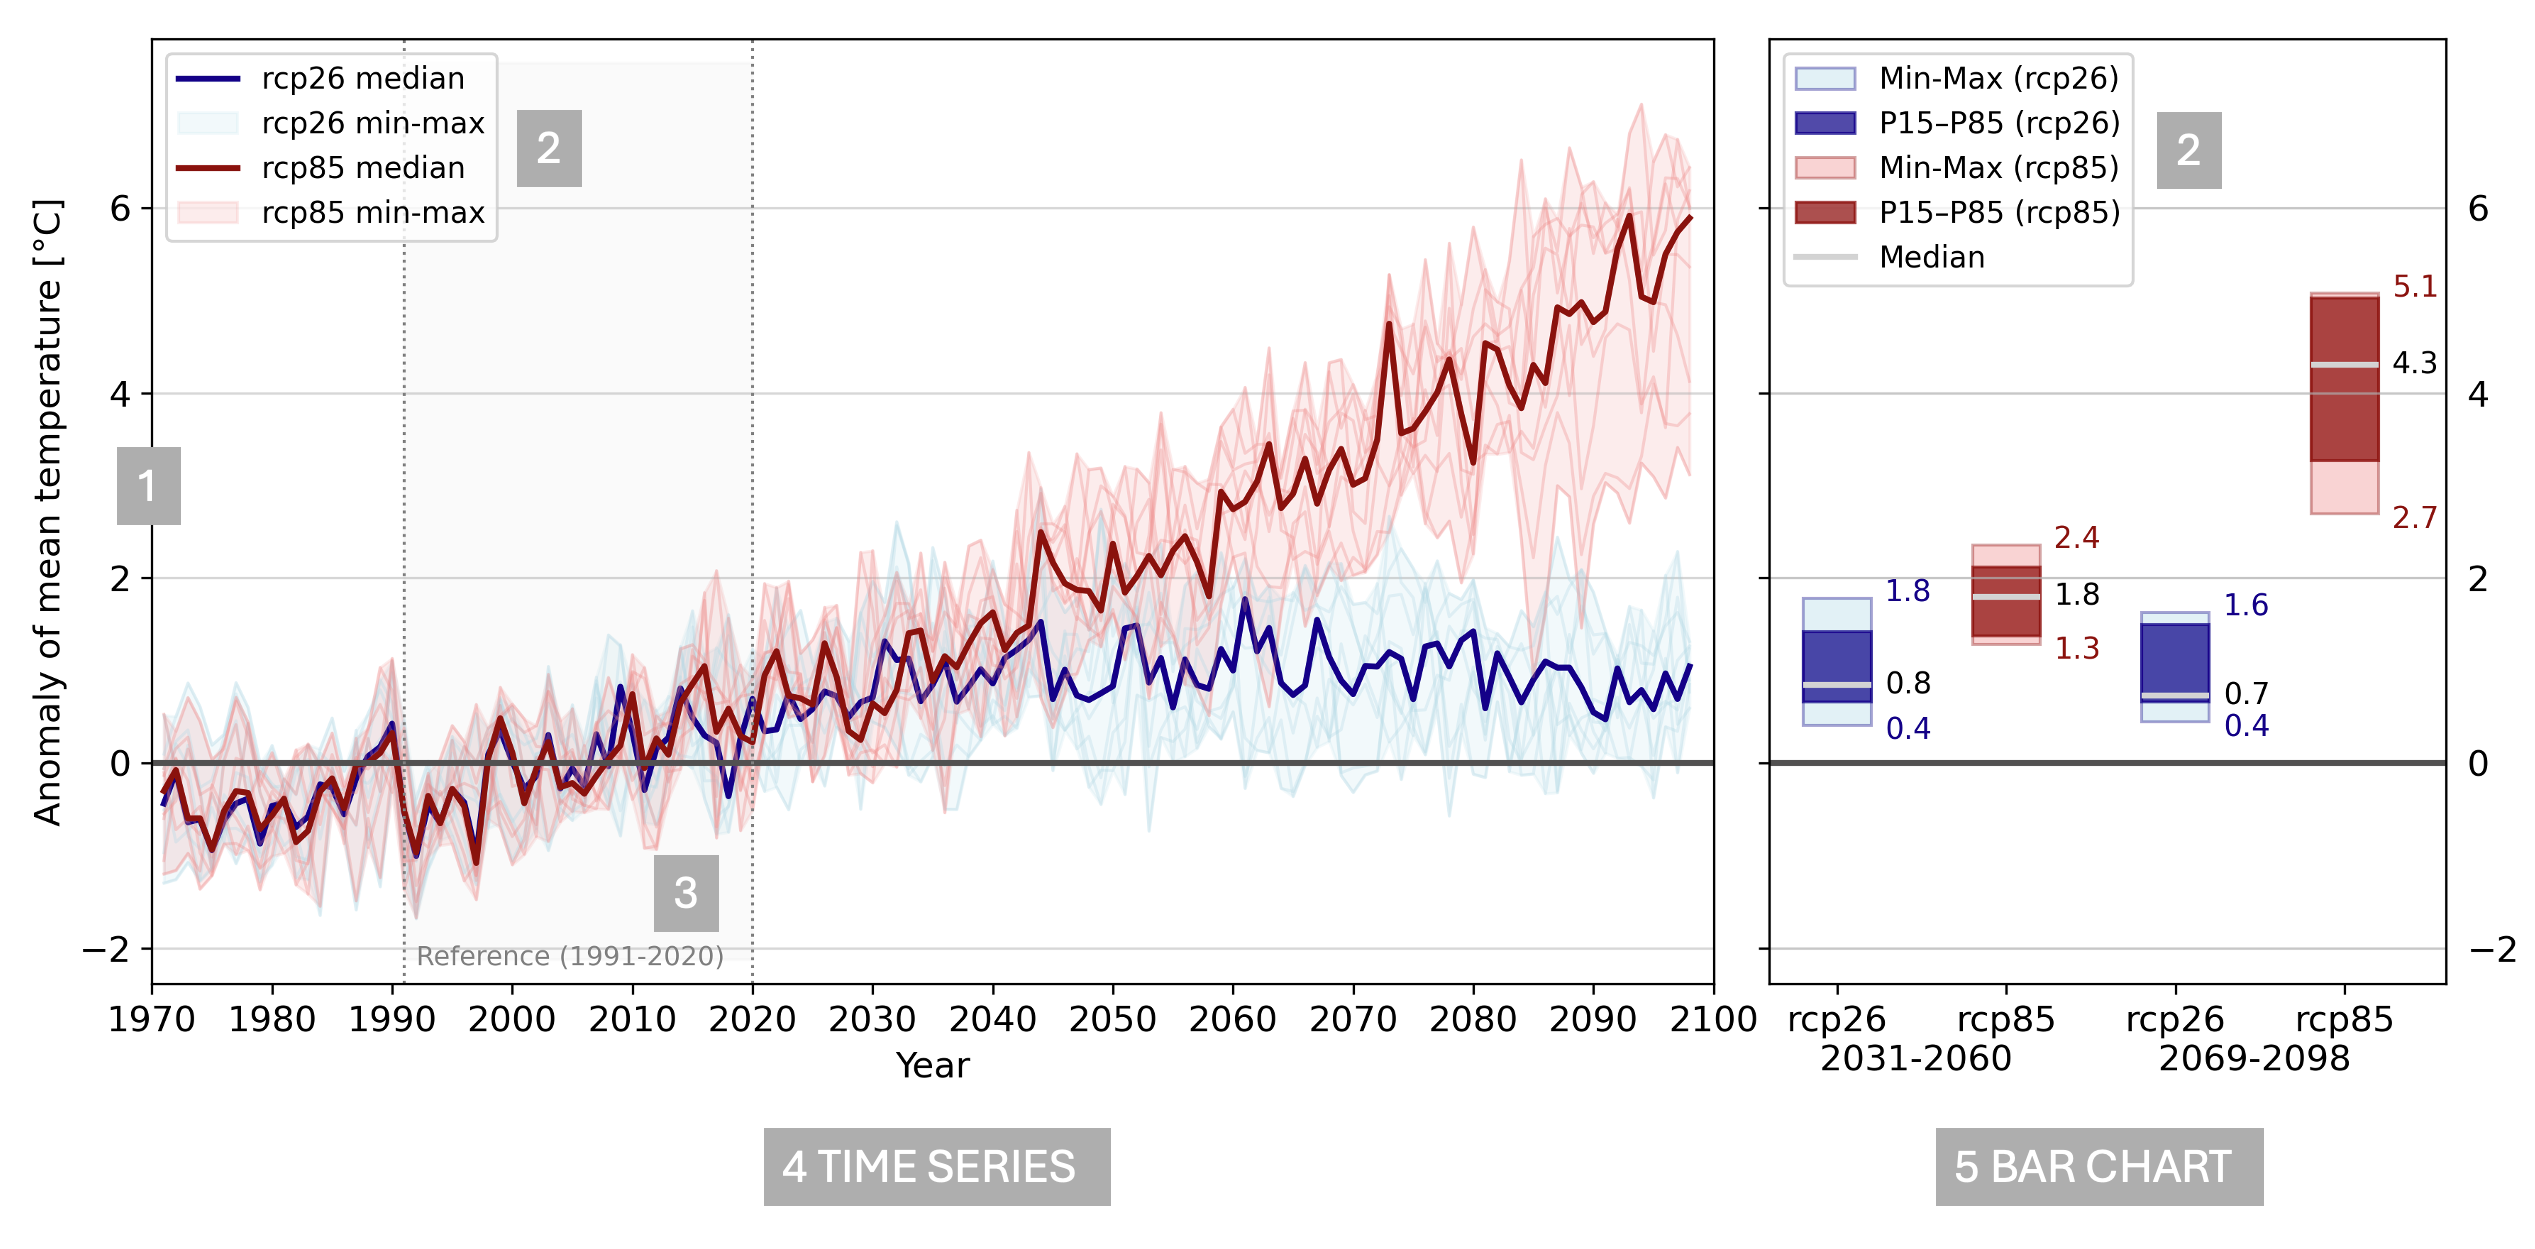 rcp26 median
rcp26 min-max
rcp85 median
rcp85 min-max
2
1
3
Anomaly of mean temperature [°C]
6
4
2
0
−2
Reference (1991-2020)
1970 1980 1990 2000 2010 2020 2030 2040 2050 2060 2070 2080 2090 2100
Year
4 TIME SERIES
Min-Max (rcp26)
P15–P85 (rcp26)
Min-Max (rcp85)
P15–P85 (rcp85)
Median
2
1.8
0.8
0.4
2.4
1.8
1.3
1.6
0.7
0.4
5.1
4.3
2.7
6
4
2
0
−2
rcp26 rcp85 rcp26 rcp85
2031-2060 2069-2098
5 BAR CHART